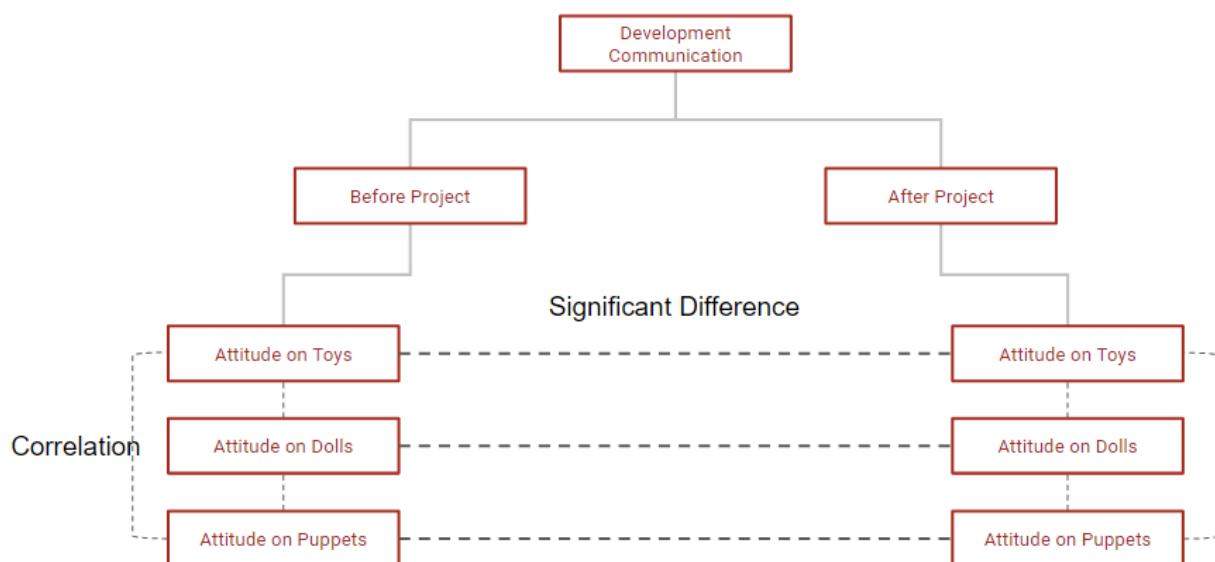 Development
Communication
Before Project
After Project
Significant Difference
Attitude on Toys
Attitude on Toys
Correlation
Attitude on Dolls
Attitude on Dolls
Attitude on Puppets
Attitude on Puppets